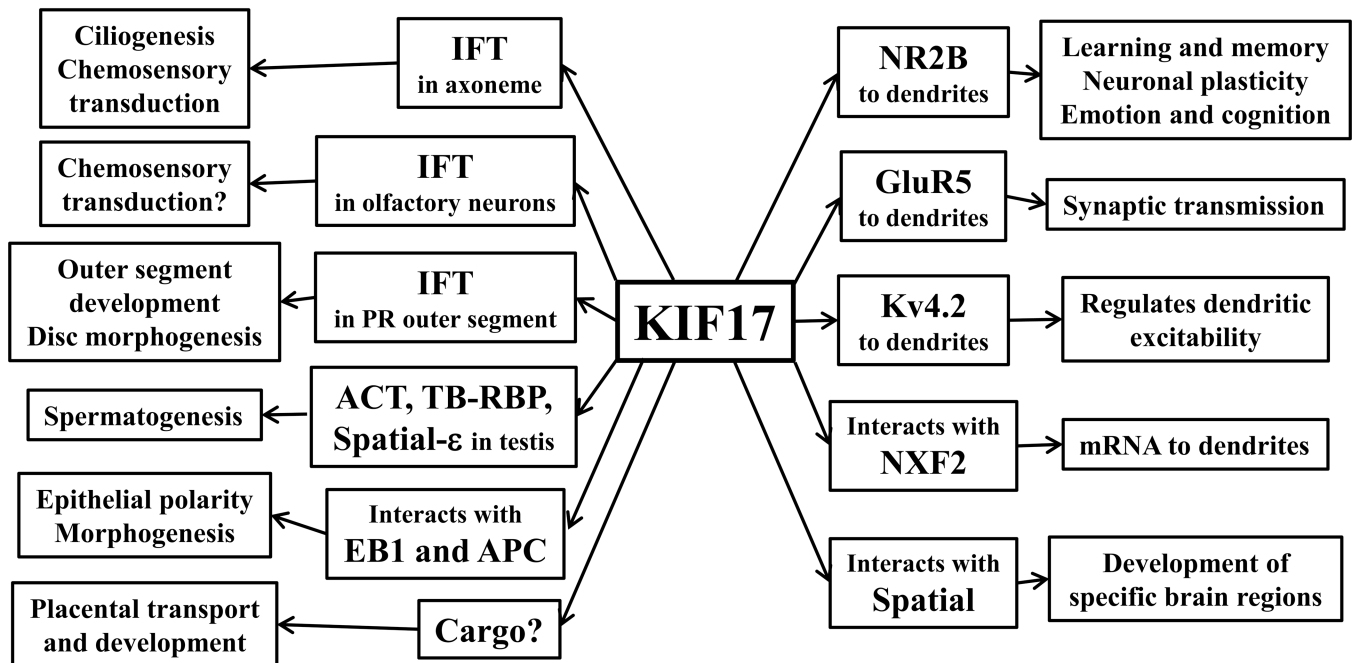 Ciliogenesis
Chemosensory
transduction
IFT
in axoneme
Chemosensory
transduction?
IFT
in olfactory neurons
Outer segment
development
Disc morphogenesis
IFT
in PR outer segment
Spermatogenesis
ACT, TB-RBP,
Spatial-ε in testis
Epithelial polarity
Morphogenesis
Interacts with
EB1 and APC
Placental transport
and development
Cargo?
KIF17
NR2B
to dendrites
Learning and memory
Neuronal plasticity
Emotion and cognition
GluR5
to dendrites
Synaptic transmission
Kv4.2
to dendrites
Regulates dendritic
excitability
Interacts with
NXF2
mRNA to dendrites
Interacts with
Spatial
Development of
specific brain regions